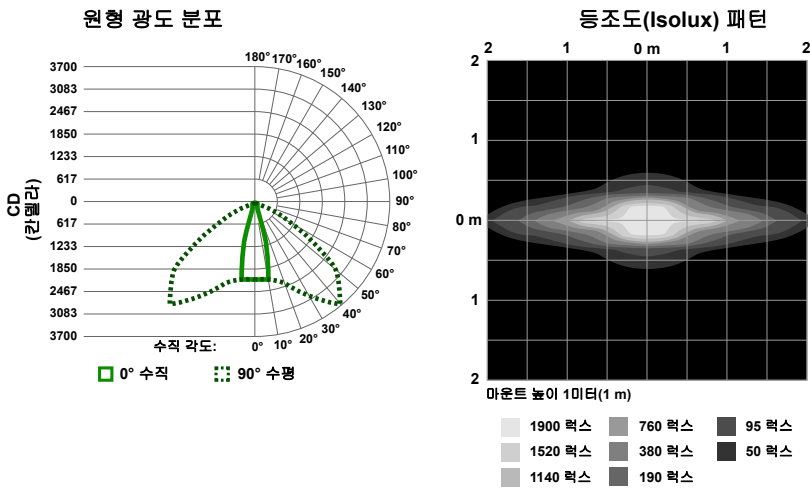 원형 광도 분포
등조도(Isolux) 패턴
CD
(칸델라)
3700
3083
2467
1850
1233
617
0
617
1233
1850
2467
3083
3700
180° 170° 160° 150° 140° 130° 120° 110° 100° 90° 80° 70° 60° 50° 40° 30° 20° 10° 0°
수직 각도:
0° 수직
90° 수평
2 1 0 m 1 2
2
1
0 m
1
2
마운트 높이 1미터(1 m)
1900 럭스
760 럭스
95 럭스
1520 럭스
380 럭스
50 럭스
1140 럭스
190 럭스